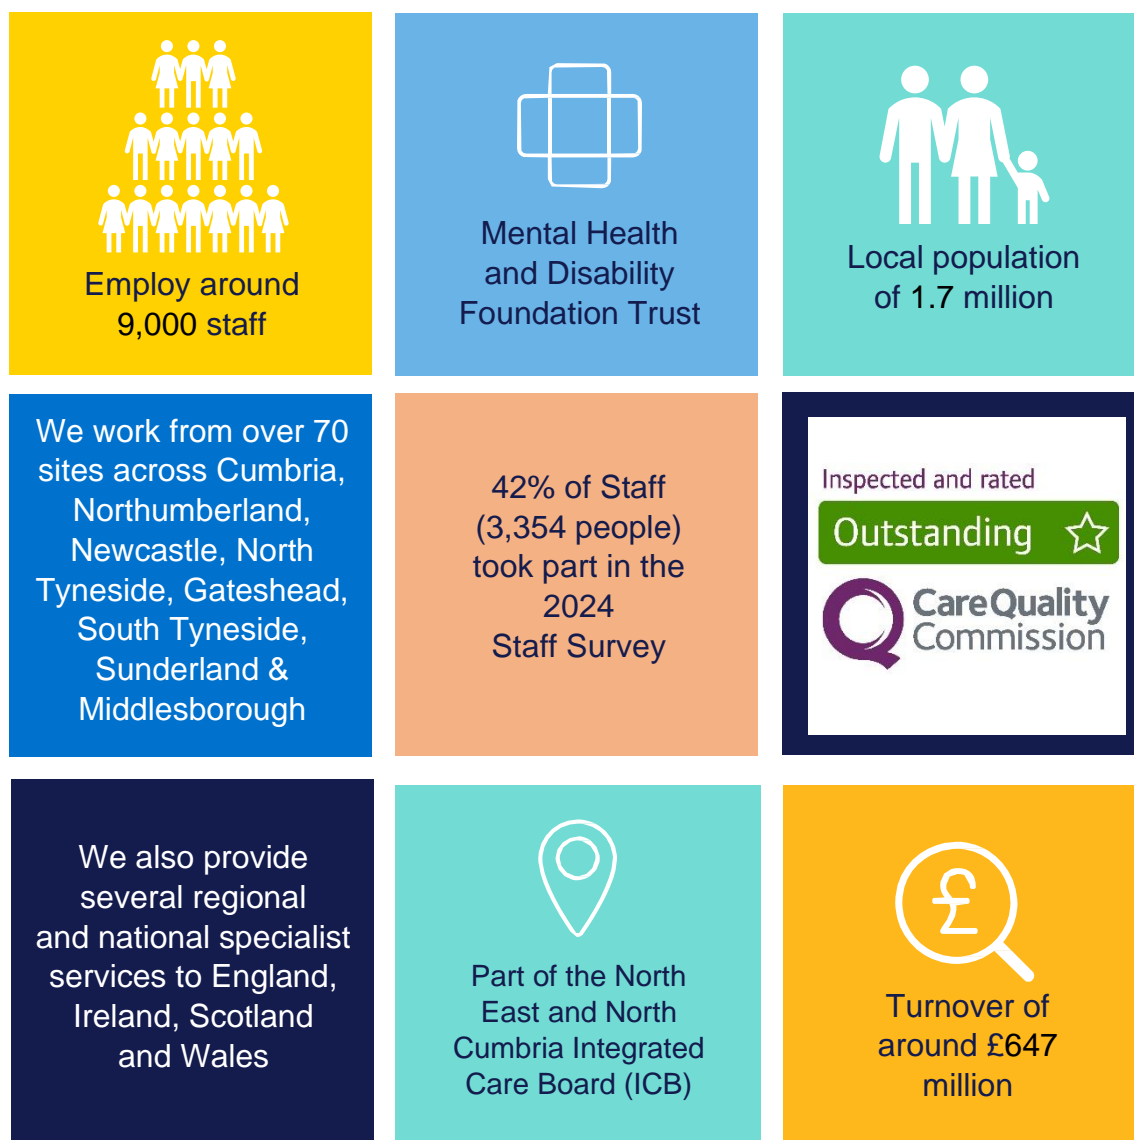 Employ around
9,000 staff
Mental Health
and Disability
Foundation Trust
Local population
of 1.7 million
We work from over 70
sites across Cumbria,
Northumberland,
Newcastle, North
Tyneside, Gateshead,
South Tyneside,
Sunderland &
Middlesborough
42% of Staff
(3,354 people)
took part in the
2024
Staff Survey
Inspected and rated
Outstanding
CareQuality
Commission
We also provide
several regional
and national specialist
services to England,
Ireland, Scotland
and Wales
Part of the North
East and North
Cumbria Integrated
Care Board (ICB)
£
Turnover of
around £647
million